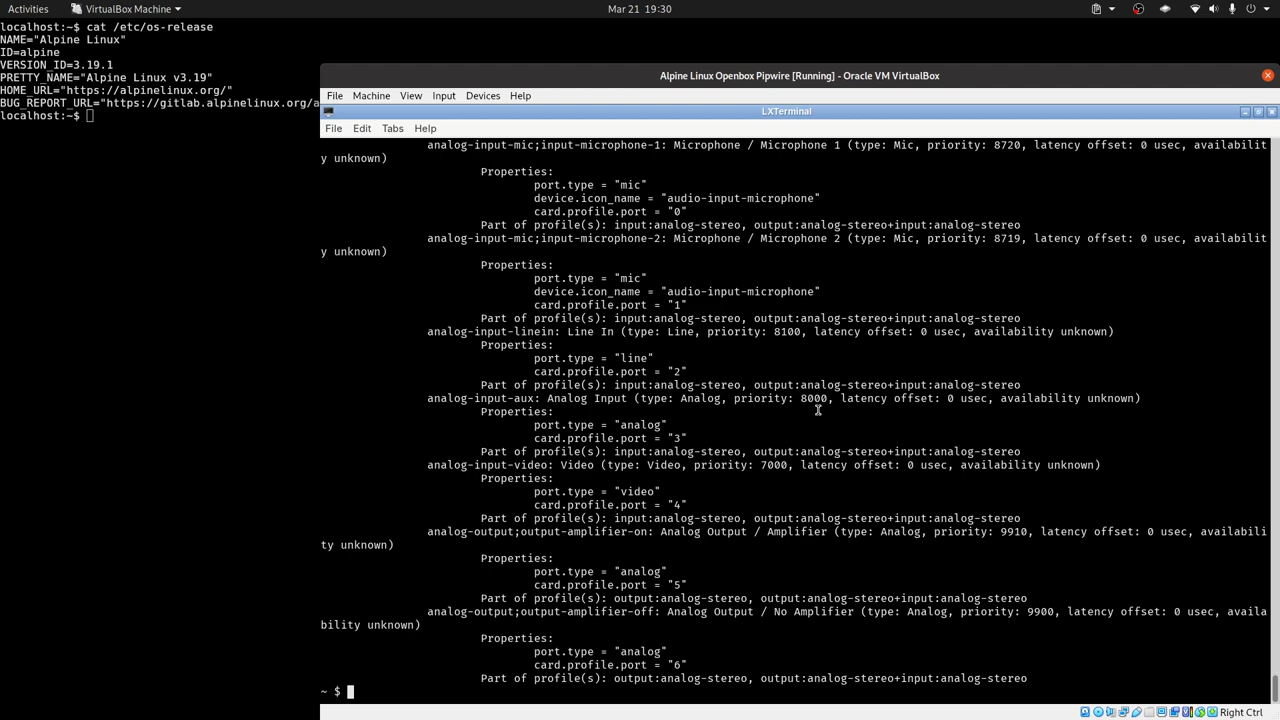 Activities
VirtualBox Machine
Mar 21 19:30
localhost:~$ cat /etc/os-release
NAME="Alpine Linux"
ID=alpine
VERSION_ID=3.19.1
PRETTY_NAME="Alpine Linux v3.19"
HOME_URL="https://alpinelinux.org/"
BUG_REPORT_URL="https://gitlab.alpinelinux.org/a
localhost:~$
Alpine Linux Openbox Pipwire [Running] - Oracle VM VirtualBox
File Machine View Input Devices Help
LXTerminal
File Edit Tabs Help
analog-input-mic;input-microphone-1: Microphone / Microphone 1 (type: Mic, priority: 8720, latency offset: 0 usec, availabilit
y unknown)
Properties:
port.type = "mic"
device.icon_name = "audio-input-microphone"
card.profile.port = "0"
Part of profile(s): input:analog-stereo, output:analog-stereo+input:analog-stereo
analog-input-mic;input-microphone-2: Microphone / Microphone 2 (type: Mic, priority: 8719, latency offset: 0 usec, availabilit
y unknown)
Properties:
port.type = "mic"
device.icon_name = "audio-input-microphone"
card.profile.port = "1"
Part of profile(s): input:analog-stereo, output:analog-stereo+input:analog-stereo
analog-input-linein: Line In (type: Line, priority: 8100, latency offset: 0 usec, availability unknown)
Properties:
port.type = "line"
card.profile.port = "2"
Part of profile(s): input:analog-stereo, output:analog-stereo+input:analog-stereo
analog-input-aux: Analog Input (type: Analog, priority: 8000, latency offset: 0 usec, availability unknown)
Properties:
port.type = "analog"
card.profile.port = "3"
Part of profile(s): input:analog-stereo, output:analog-stereo+input:analog-stereo
analog-input-video: Video (type: Video, priority: 7000, latency offset: 0 usec, availability unknown)
Properties:
port.type = "video"
card.profile.port = "4"
Part of profile(s): input:analog-stereo, output:analog-stereo+input:analog-stereo
analog-output;output-amplifier-on: Analog Output / Amplifier (type: Analog, priority: 9910, latency offset: 0 usec, availabili
ty unknown)
Properties:
port.type = "analog"
card.profile.port = "5"
Part of profile(s): output:analog-stereo, output:analog-stereo+input:analog-stereo
analog-output;output-amplifier-off: Analog Output / No Amplifier (type: Analog, priority: 9900, latency offset: 0 usec, availa
bility unknown)
Properties:
port.type = "analog"
card.profile.port = "6"
Part of profile(s): output:analog-stereo, output:analog-stereo+input:analog-stereo
~ $
Right Ctrl